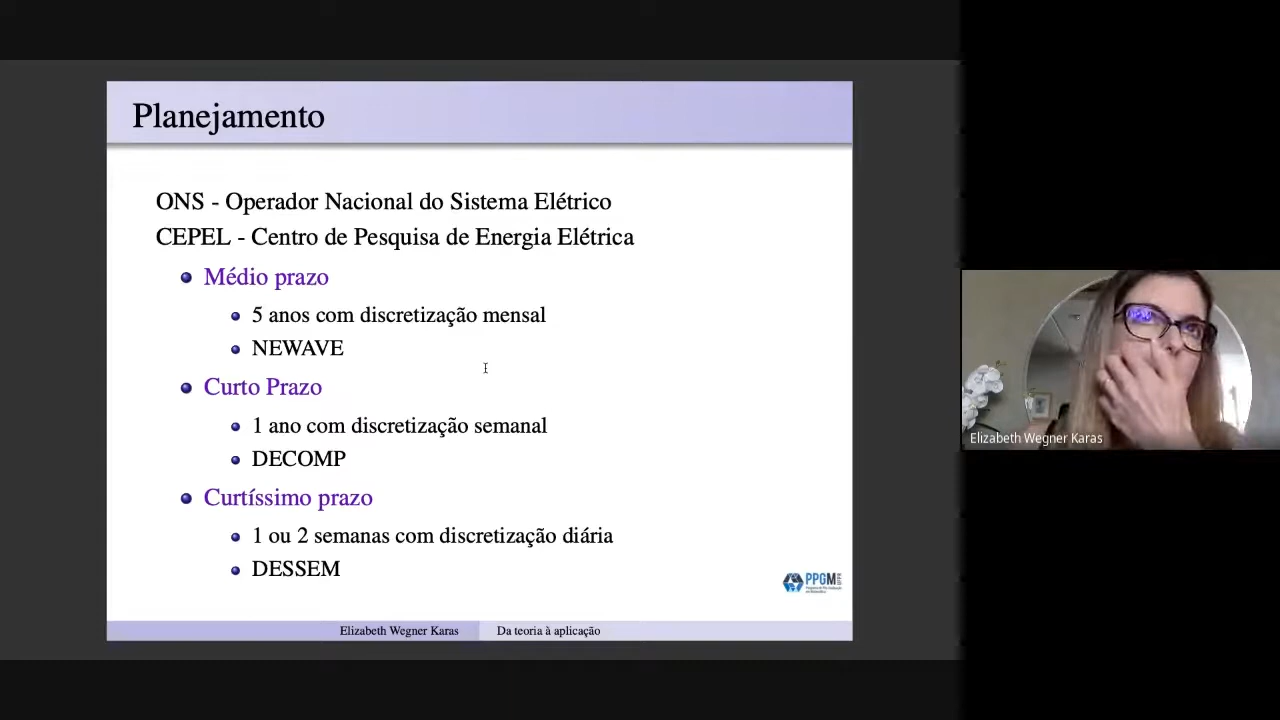 Planejamento
ONS - Operador Nacional do Sistema Elétrico
CEPEL - Centro de Pesquisa de Energia Elétrica
Médio prazo
5 anos com discretização mensal
NEWAVE
Curto Prazo
1 ano com discretização semanal
DECOMP
Curtíssimo prazo
1 ou 2 semanas com discretização diária
DESSEM
PPGM
UFPR
Elizabeth Wegner Karas
Da teoria à aplicação
Elizabeth Wegner Karas